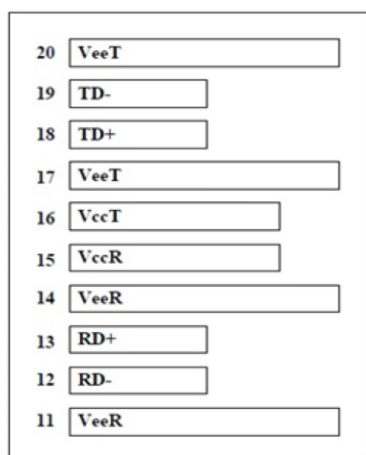 20 VeeT
19 TD-
18 TD+
17 VeeT
16 VccT
15 VccR
14 VeeR
13 RD+
12 RD-
11 VeeR